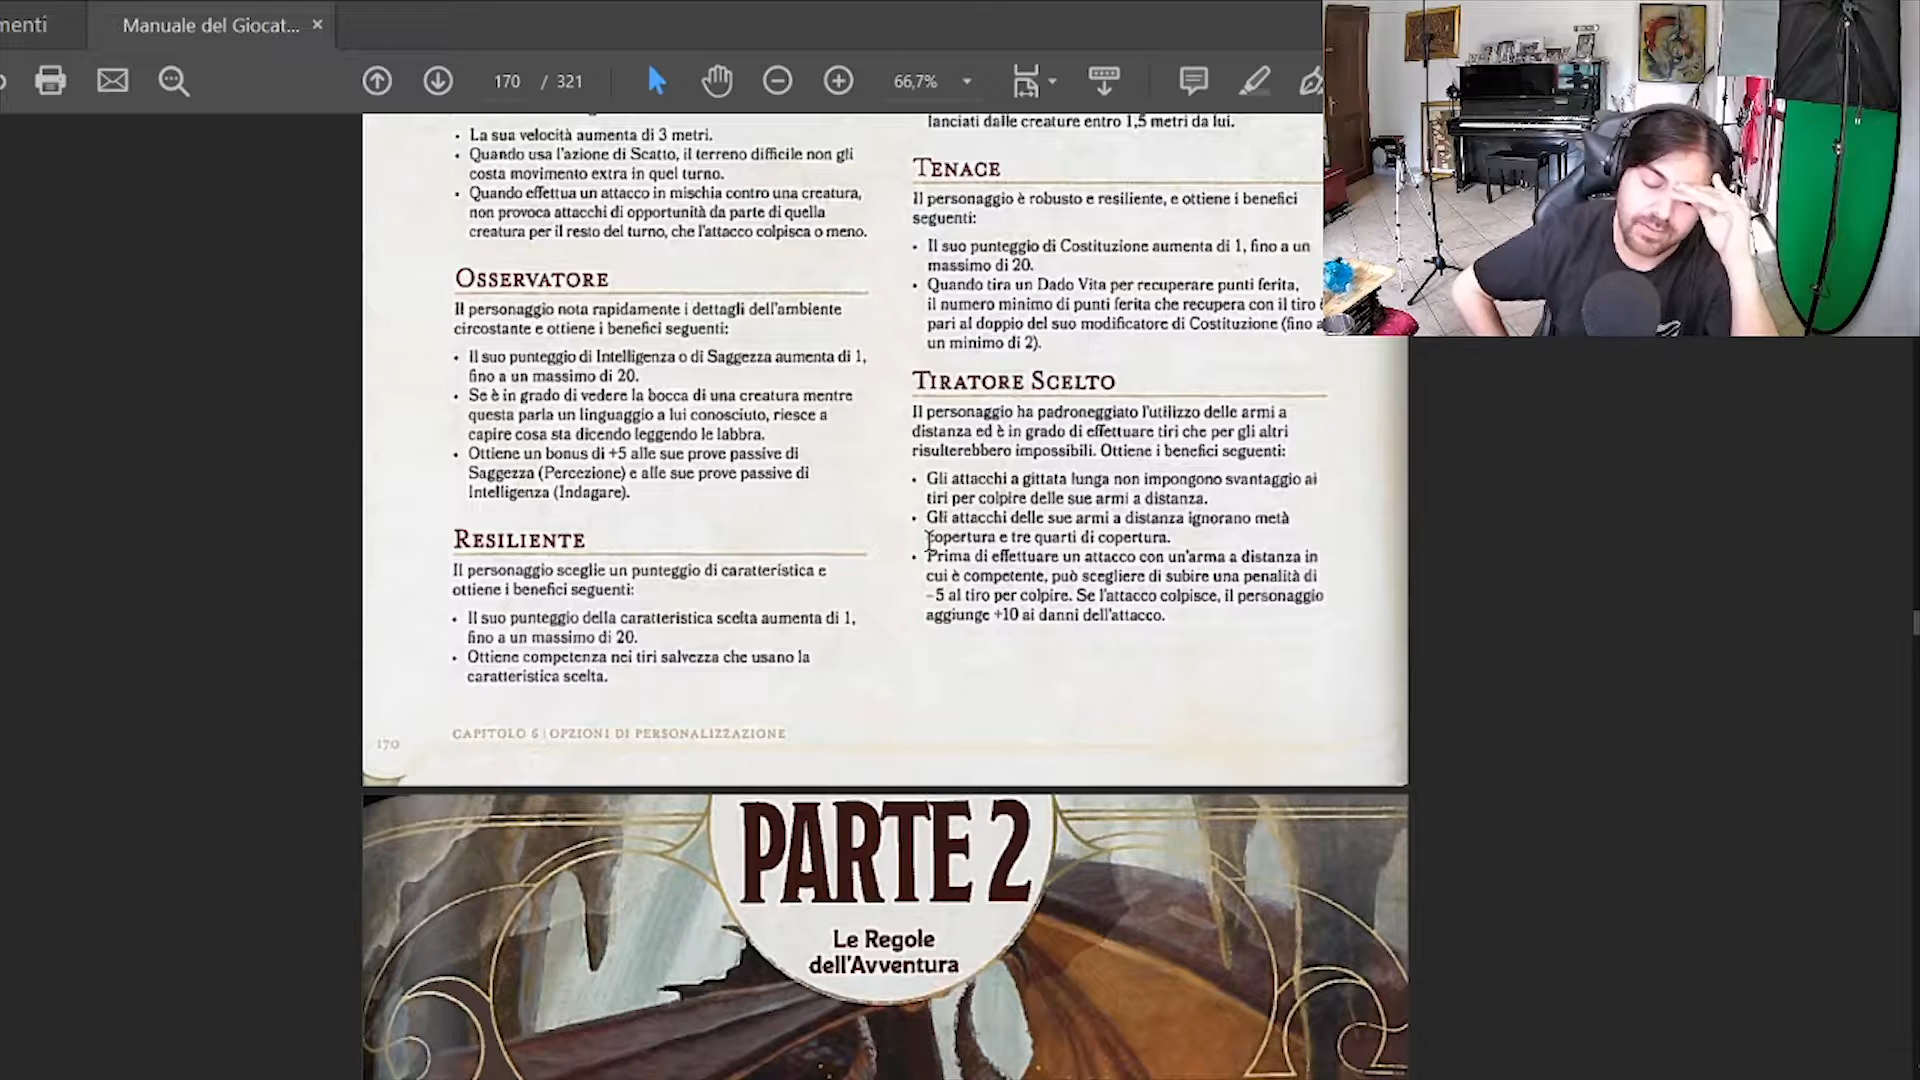 menti
Manuale del Giocat... ×
170 / 321
66,7%
• La sua velocità aumenta di 3 metri.
• Quando usa l'azione di Scatto, il terreno difficile non gli
costa movimento extra in quel turno.
• Quando effettua un attacco in mischia contro una creatura,
non provoca attacchi di opportunità da parte di quella
creatura per il resto del turno, che l'attacco colpisca o meno.
OSSERVATORE
Il personaggio nota rapidamente i dettagli dell'ambiente
circostante e ottiene i benefici seguenti:
• Il suo punteggio di Intelligenza o di Saggezza aumenta di 1,
fino a un massimo di 20.
• Se è in grado di vedere la bocca di una creatura mentre
questa parla un linguaggio a lui conosciuto, riesce a
capire cosa sta dicendo leggendo le labbra.
• Ottiene un bonus di +5 alle sue prove passive di
Saggezza (Percezione) e alle sue prove passive di
Intelligenza (Indagare).
RESILIENTE
Il personaggio sceglie un punteggio di caratteristica e
ottiene i benefici seguenti:
• Il suo punteggio della caratteristica scelta aumenta di 1,
fino a un massimo di 20.
• Ottiene competenza nei tiri salvezza che usano la
caratteristica scelta.
lanciati dalle creature entro 1,5 metri da lui.
TENACE
Il personaggio è robusto e resiliente, e ottiene i benefici
seguenti:
• Il suo punteggio di Costituzione aumenta di 1, fino a un
massimo di 20.
• Quando tira un Dado Vita per recuperare punti ferita,
il numero minimo di punti ferita che recupera con il tiro
pari al doppio del suo modificatore di Costituzione (fino a
un minimo di 2).
TIRATORE SCELTO
Il personaggio ha padroneggiato l'utilizzo delle armi a
distanza ed è in grado di effettuare tiri che per gli altri
risulterebbero impossibili. Ottiene i benefici seguenti:
• Gli attacchi a gittata lunga non impongono svantaggio ai
tiri per colpire delle sue armi a distanza.
• Gli attacchi delle sue armi a distanza ignorano metà
copertura e tre quarti di copertura.
• Prima di effettuare un attacco con un'arma a distanza in
cui è competente, può scegliere di subire una penalità di
−5 al tiro per colpire. Se l'attacco colpisce, il personaggio
aggiunge +10 ai danni dell'attacco.
170
CAPITOLO 6 | OPZIONI DI PERSONALIZZAZIONE
PARTE 2
Le Regole
dell'Avventura